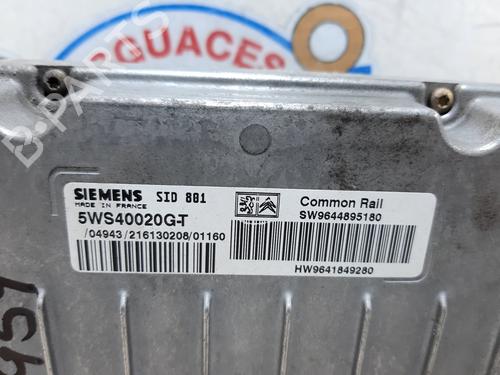 GUACES
B-PARTS
SIEMENS SID 801
MADE IN FRANCE
5WS40020G-T
/04943/216130208/01160
Common Rail
SW9644895180
HW9641849280